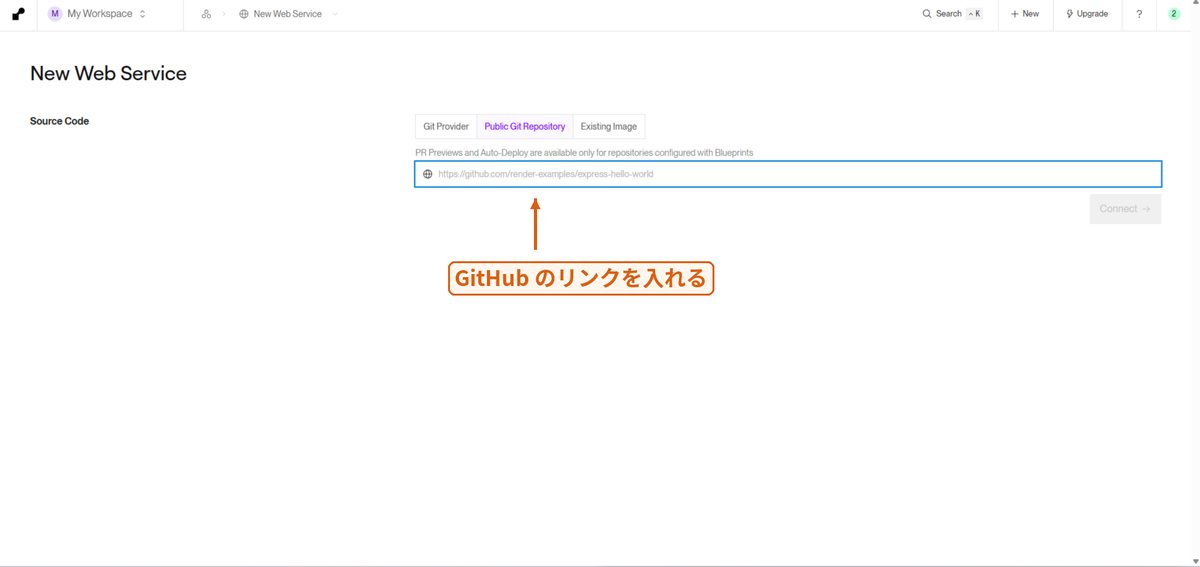 M My Workspace New Web Service Search ^ K + New Upgrade ? 2
New Web Service
Source Code
Git Provider Public Git Repository Existing Image
PR Previews and Auto-Deploy are available only for repositories configured with Blueprints
https://github.com/render-examples/express-hello-world
Connect →
GitHub のリンクを入れる